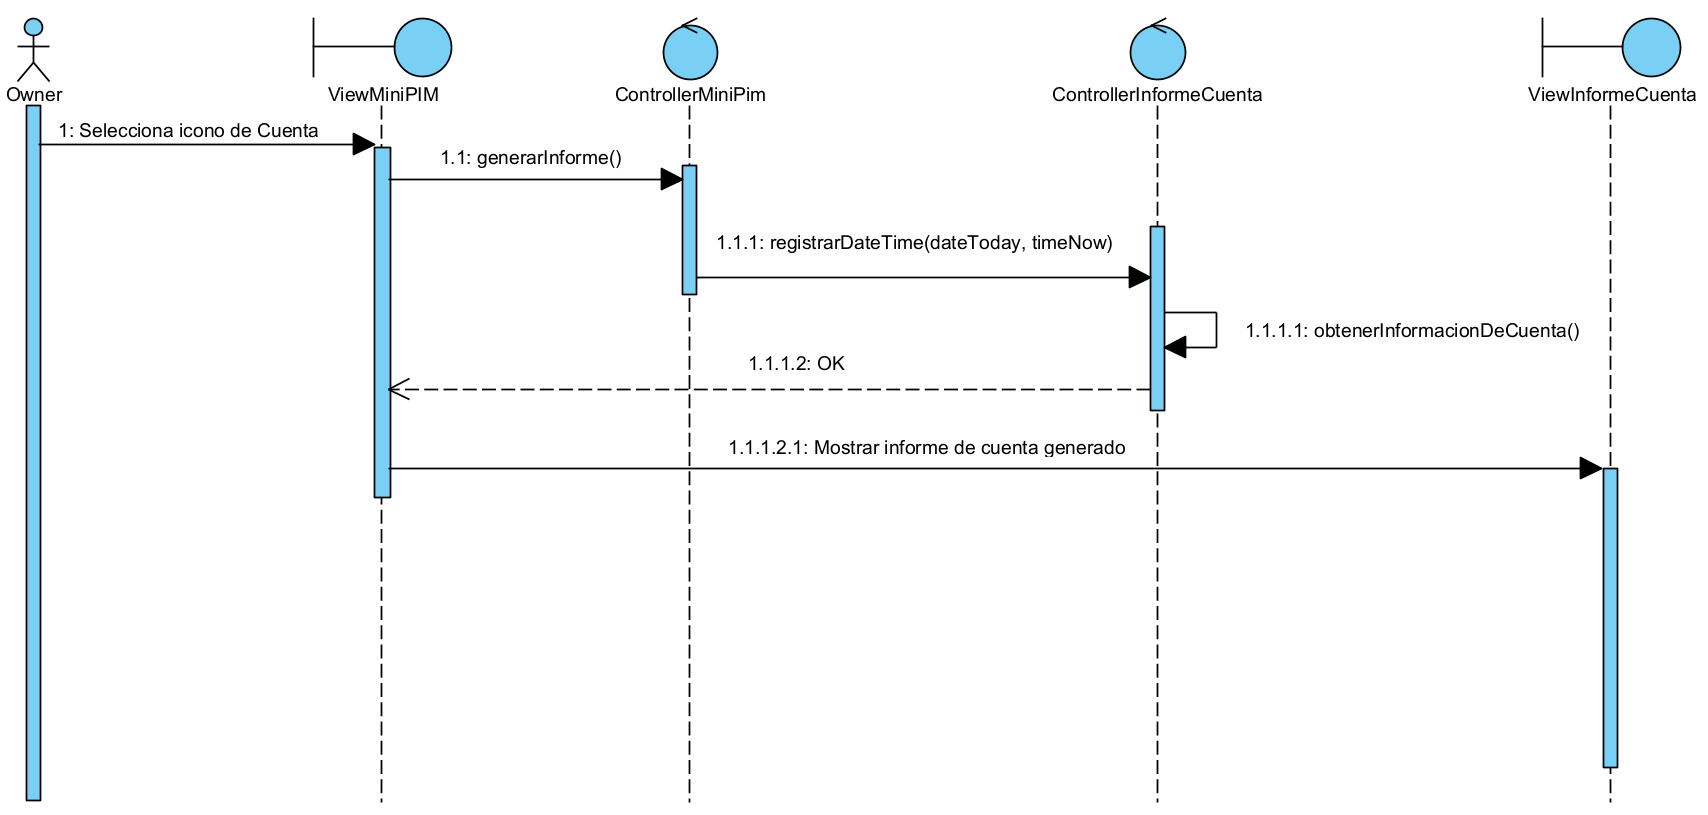 Owner
ViewMiniPIM
ControllerMiniPim
ControllerInformeCuenta
ViewInformeCuenta
1: Selecciona icono de Cuenta
1.1: generarInforme()
1.1.1: registrarDateTime(dateToday, timeNow)
1.1.1.1: obtenerInformacionDeCuenta()
1.1.1.2: OK
1.1.1.2.1: Mostrar informe de cuenta generado